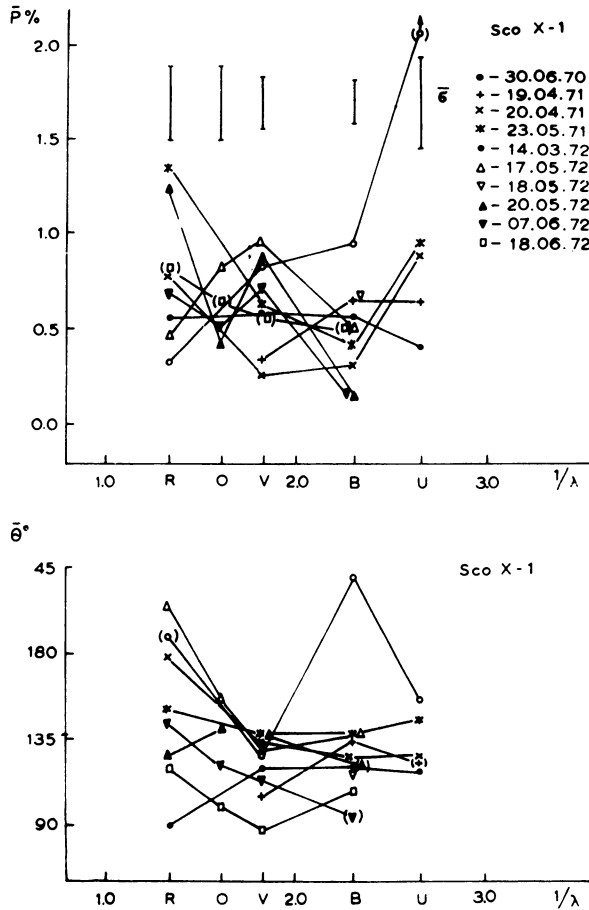 P̄%
Sco X-1
2.0
1.5
1.0
0.5
0.0
σ̄
● - 30.06.70
+ - 19.04.71
× - 20.04.71
✶ - 23.05.71
● - 14.03.72
△ - 17.05.72
▽ - 18.05.72
▲ - 20.05.72
▼ - 07.06.72
□ - 18.06.72
1.0 R O V 2.0 B U 3.0 1/λ
θ̄°
Sco X-1
45
180
135
90
1.0 R O V 2.0 B U 3.0 1/λ